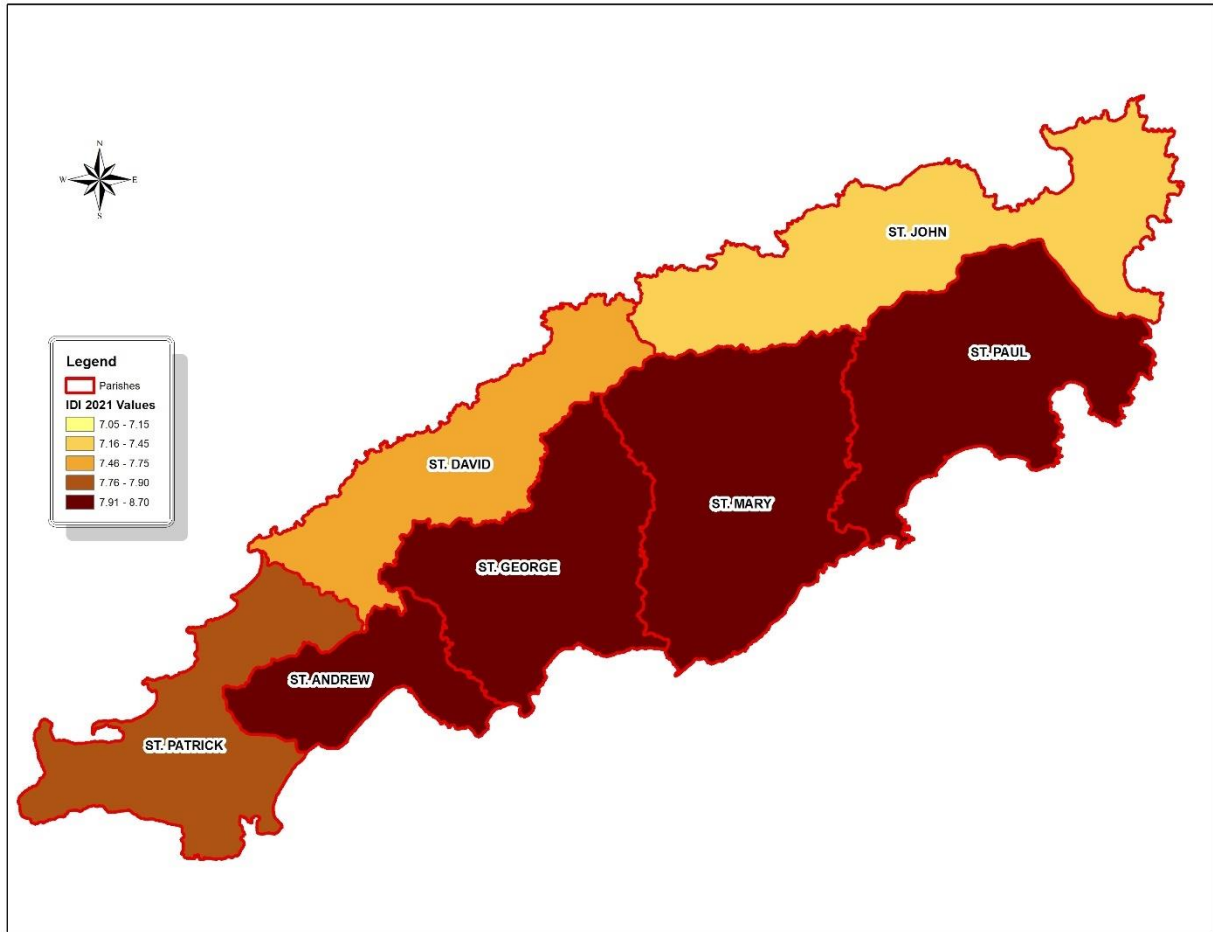 N
W E
S
ST. JOHN
ST. PAUL
Legend
Parishes
IDI 2021 Values
7.05 - 7.15
7.16 - 7.45
7.46 - 7.75
7.76 - 7.90
7.91 - 8.70
ST. DAVID
ST. MARY
ST. GEORGE
ST. ANDREW
ST. PATRICK